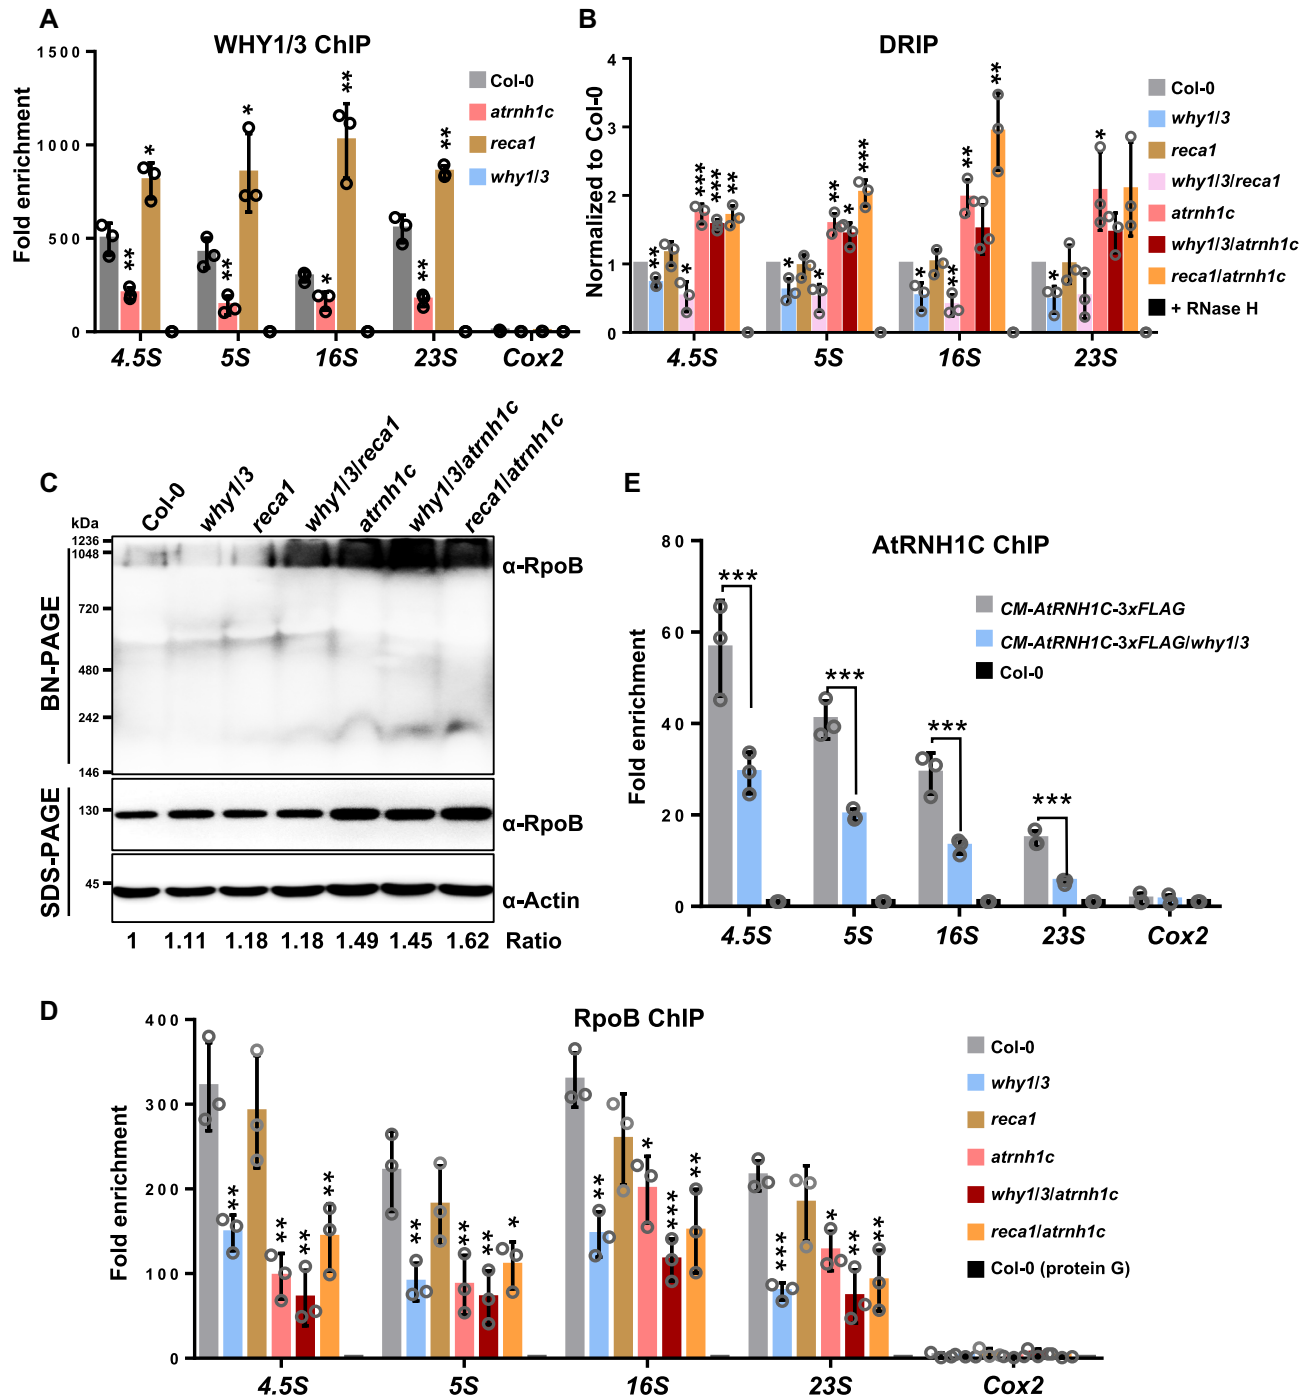 A
WHY1/3 ChIP
Fold enrichment
1500
1000
500
0
Col-0
atrnh1c
reca1
why1/3
* ** * ** ** * ** **
4.5S 5S 16S 23S Cox2
B
DRIP
Normalized to Col-0
4
3
2
1
0
Col-0
why1/3
reca1
why1/3/reca1
atrnh1c
why1/3/atrnh1c
reca1/atrnh1c
+ RNase H
** * *** *** ** * * ** * *** * ** ** ** * *
4.5S 5S 16S 23S
C
Col-0 why1/3 reca1 why1/3/reca1 atrnh1c why1/3/atrnh1c reca1/atrnh1c
kDa
BN-PAGE
1236
1048
720
480
242
146
α-RpoB
SDS-PAGE
130
α-RpoB
45
α-Actin
1 1.11 1.18 1.18 1.49 1.45 1.62 Ratio
E
AtRNH1C ChIP
Fold enrichment
80
60
40
20
0
CM-AtRNH1C-3xFLAG
CM-AtRNH1C-3xFLAG/why1/3
Col-0
*** *** *** ***
4.5S 5S 16S 23S Cox2
D
RpoB ChIP
Fold enrichment
400
300
200
100
0
Col-0
why1/3
reca1
atrnh1c
why1/3/atrnh1c
reca1/atrnh1c
Col-0 (protein G)
** ** ** ** ** ** ** * ** * *** ** *** * ** **
4.5S 5S 16S 23S Cox2